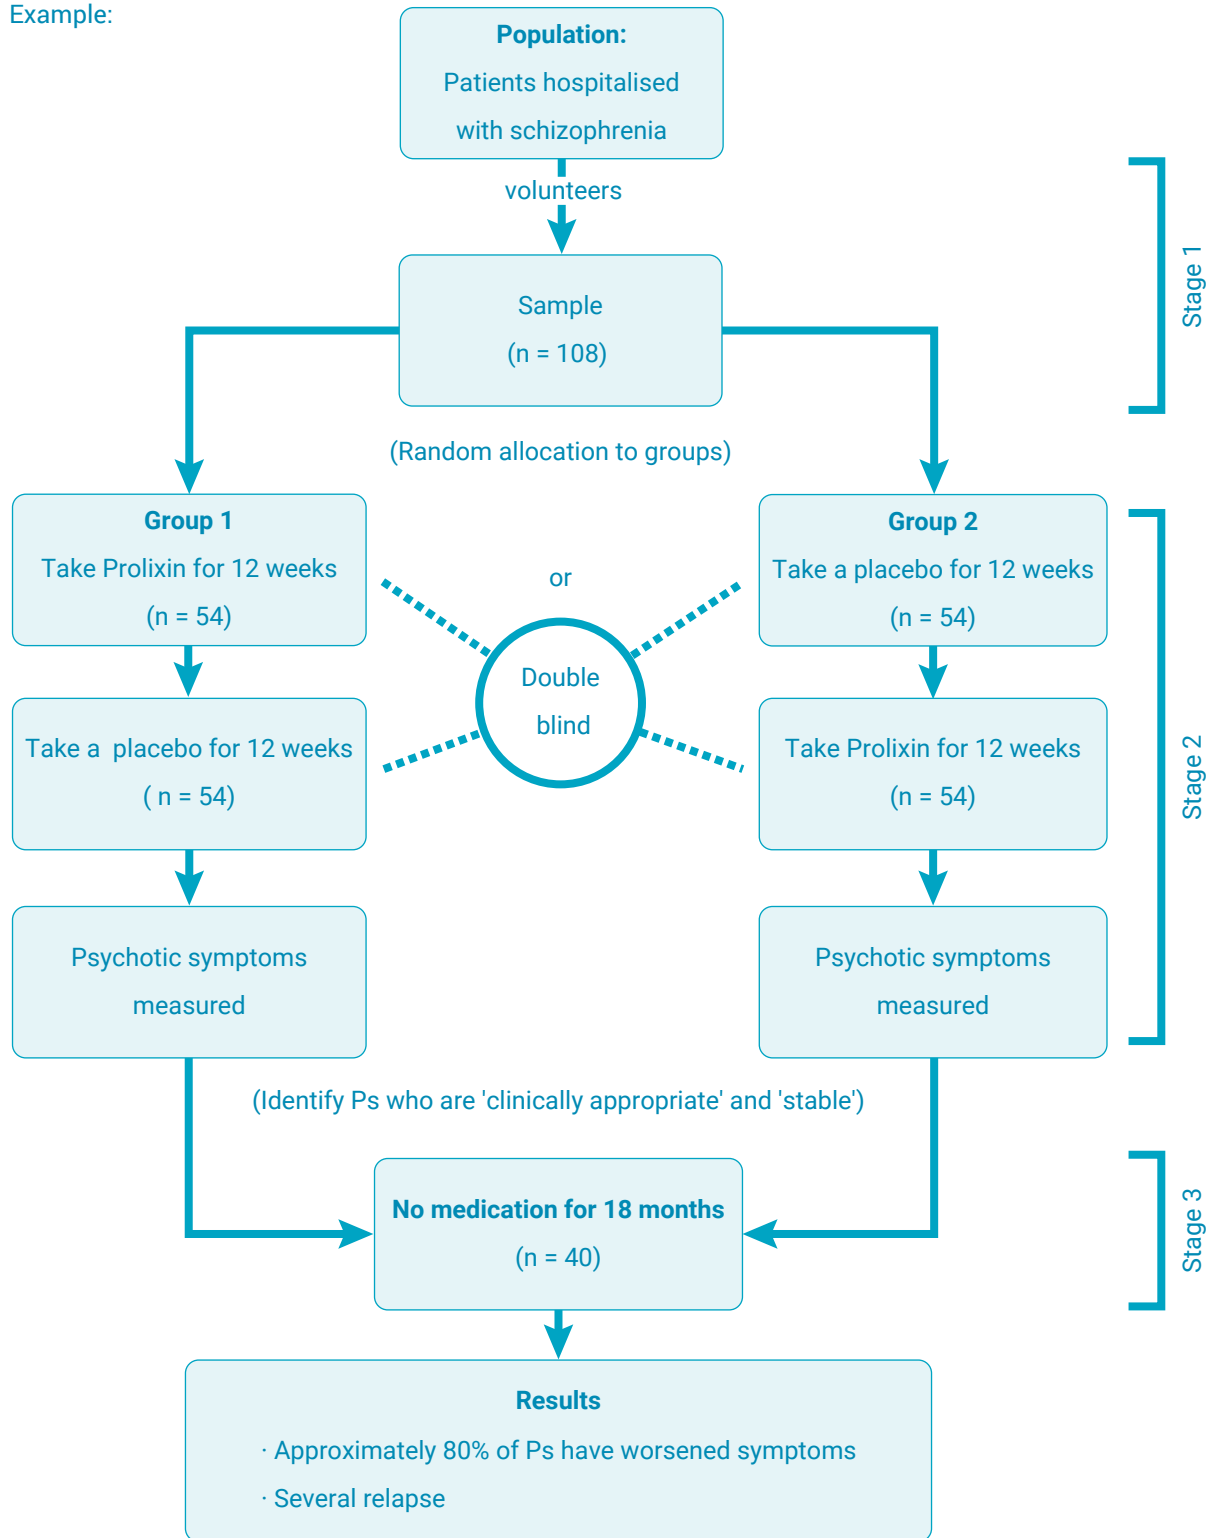 Example:
Population:
Patients hospitalised
with schizophrenia
volunteers
Stage 1
Sample
(n = 108)
(Random allocation to groups)
Group 1
Take Prolixin for 12 weeks
(n = 54)
Group 2
Take a placebo for 12 weeks
(n = 54)
or
Double
blind
Take a  placebo for 12 weeks
( n = 54)
Take Prolixin for 12 weeks
(n = 54)
Stage 2
Psychotic symptoms
measured
Psychotic symptoms
measured
(Identify Ps who are 'clinically appropriate' and 'stable')
No medication for 18 months
(n = 40)
Stage 3
Results
· Approximately 80% of Ps have worsened symptoms
· Several relapse